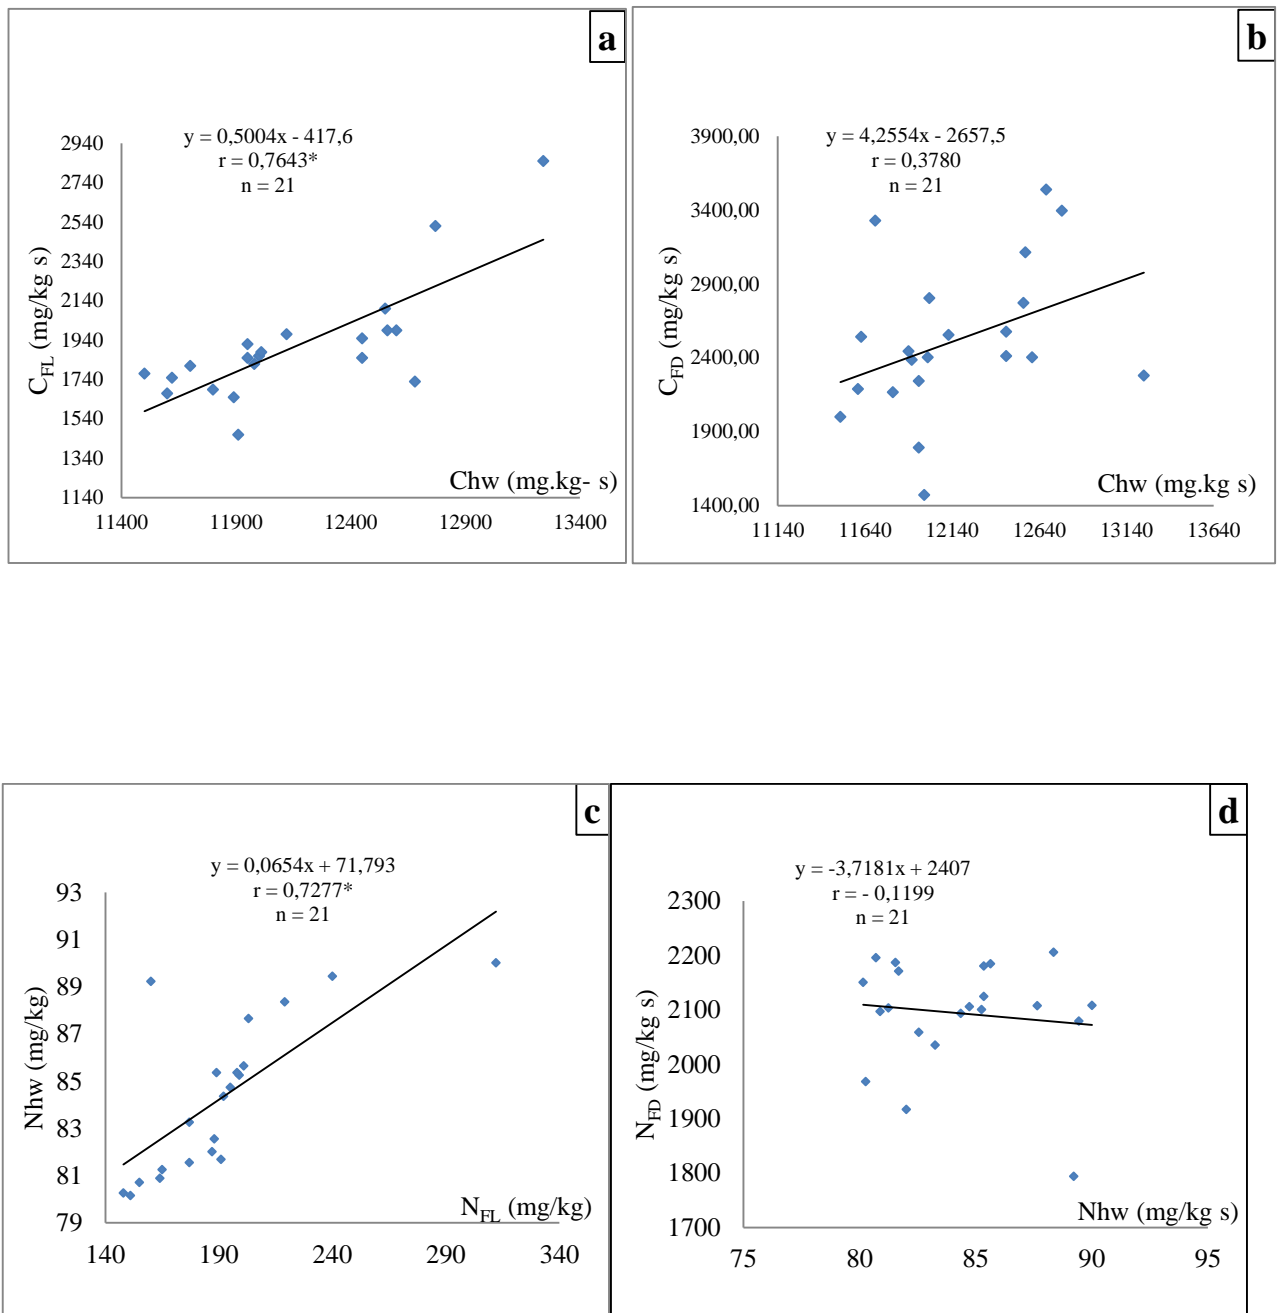 a
y = 0,5004x - 417,6
r = 0,7643*
n = 21
2940
2740
2540
2340
2140
1940
1740
1540
1340
1140
C_FL (mg/kg s)
Chw (mg.kg- s)
11400 11900 12400 12900 13400
b
y = 4,2554x - 2657,5
r = 0,3780
n = 21
3900,00
3400,00
2900,00
2400,00
1900,00
1400,00
C_FD (mg/kg s)
Chw (mg.kg s)
11140 11640 12140 12640 13140 13640
c
y = 0,0654x + 71,793
r = 0,7277*
n = 21
93
91
89
87
85
83
81
79
Nhw (mg/kg)
N_FL (mg/kg)
140 190 240 290 340
d
y = -3,7181x + 2407
r = - 0,1199
n = 21
2300
2200
2100
2000
1900
1800
1700
N_FD (mg/kg s)
Nhw (mg/kg s)
75 80 85 90 95